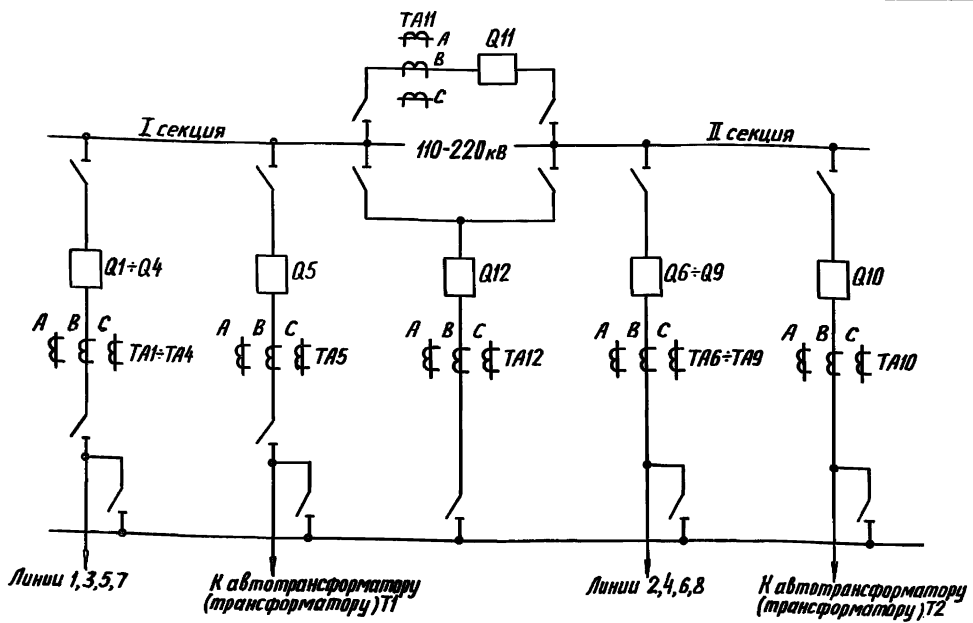 TA11
A
Q11
B
C
I секция
110-220кВ
II секция
Q1÷Q4
Q5
Q12
Q6÷Q9
Q10
A B C
TA1÷TA4
A B C
TA5
A B C
TA12
A B C
TA6÷TA9
A B C
TA10
Линии 1,3,5,7
К автотрансформатору
(трансформатору)T1
Линии 2,4,6,8
К автотрансформатору
(трансформатору)T2